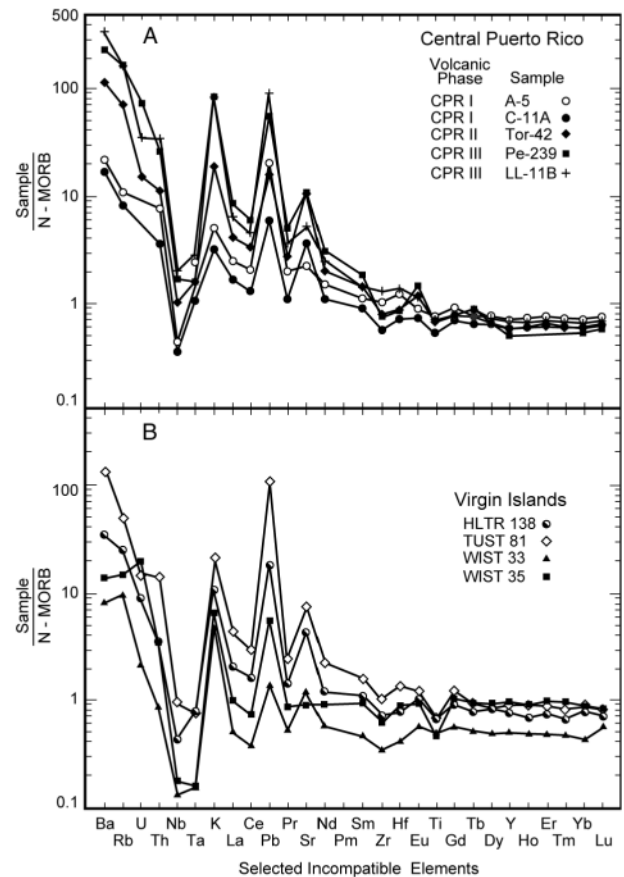 500
100
10
1
0.1
Sample
N - MORB
A
Central Puerto Rico
Volcanic
Phase Sample
CPR I A-5
CPR I C-11A
CPR II Tor-42
CPR III Pe-239
CPR III LL-11B
B
100
10
1
0.1
Sample
N - MORB
Virgin Islands
HLTR 138
TUST 81
WIST 33
WIST 35
Ba U Nb K Ce Pr Nd Sm Hf Ti Tb Y Er Yb
Rb Th Ta La Pb Sr Pm Zr Eu Gd Dy Ho Tm Lu
Selected Incompatible Elements